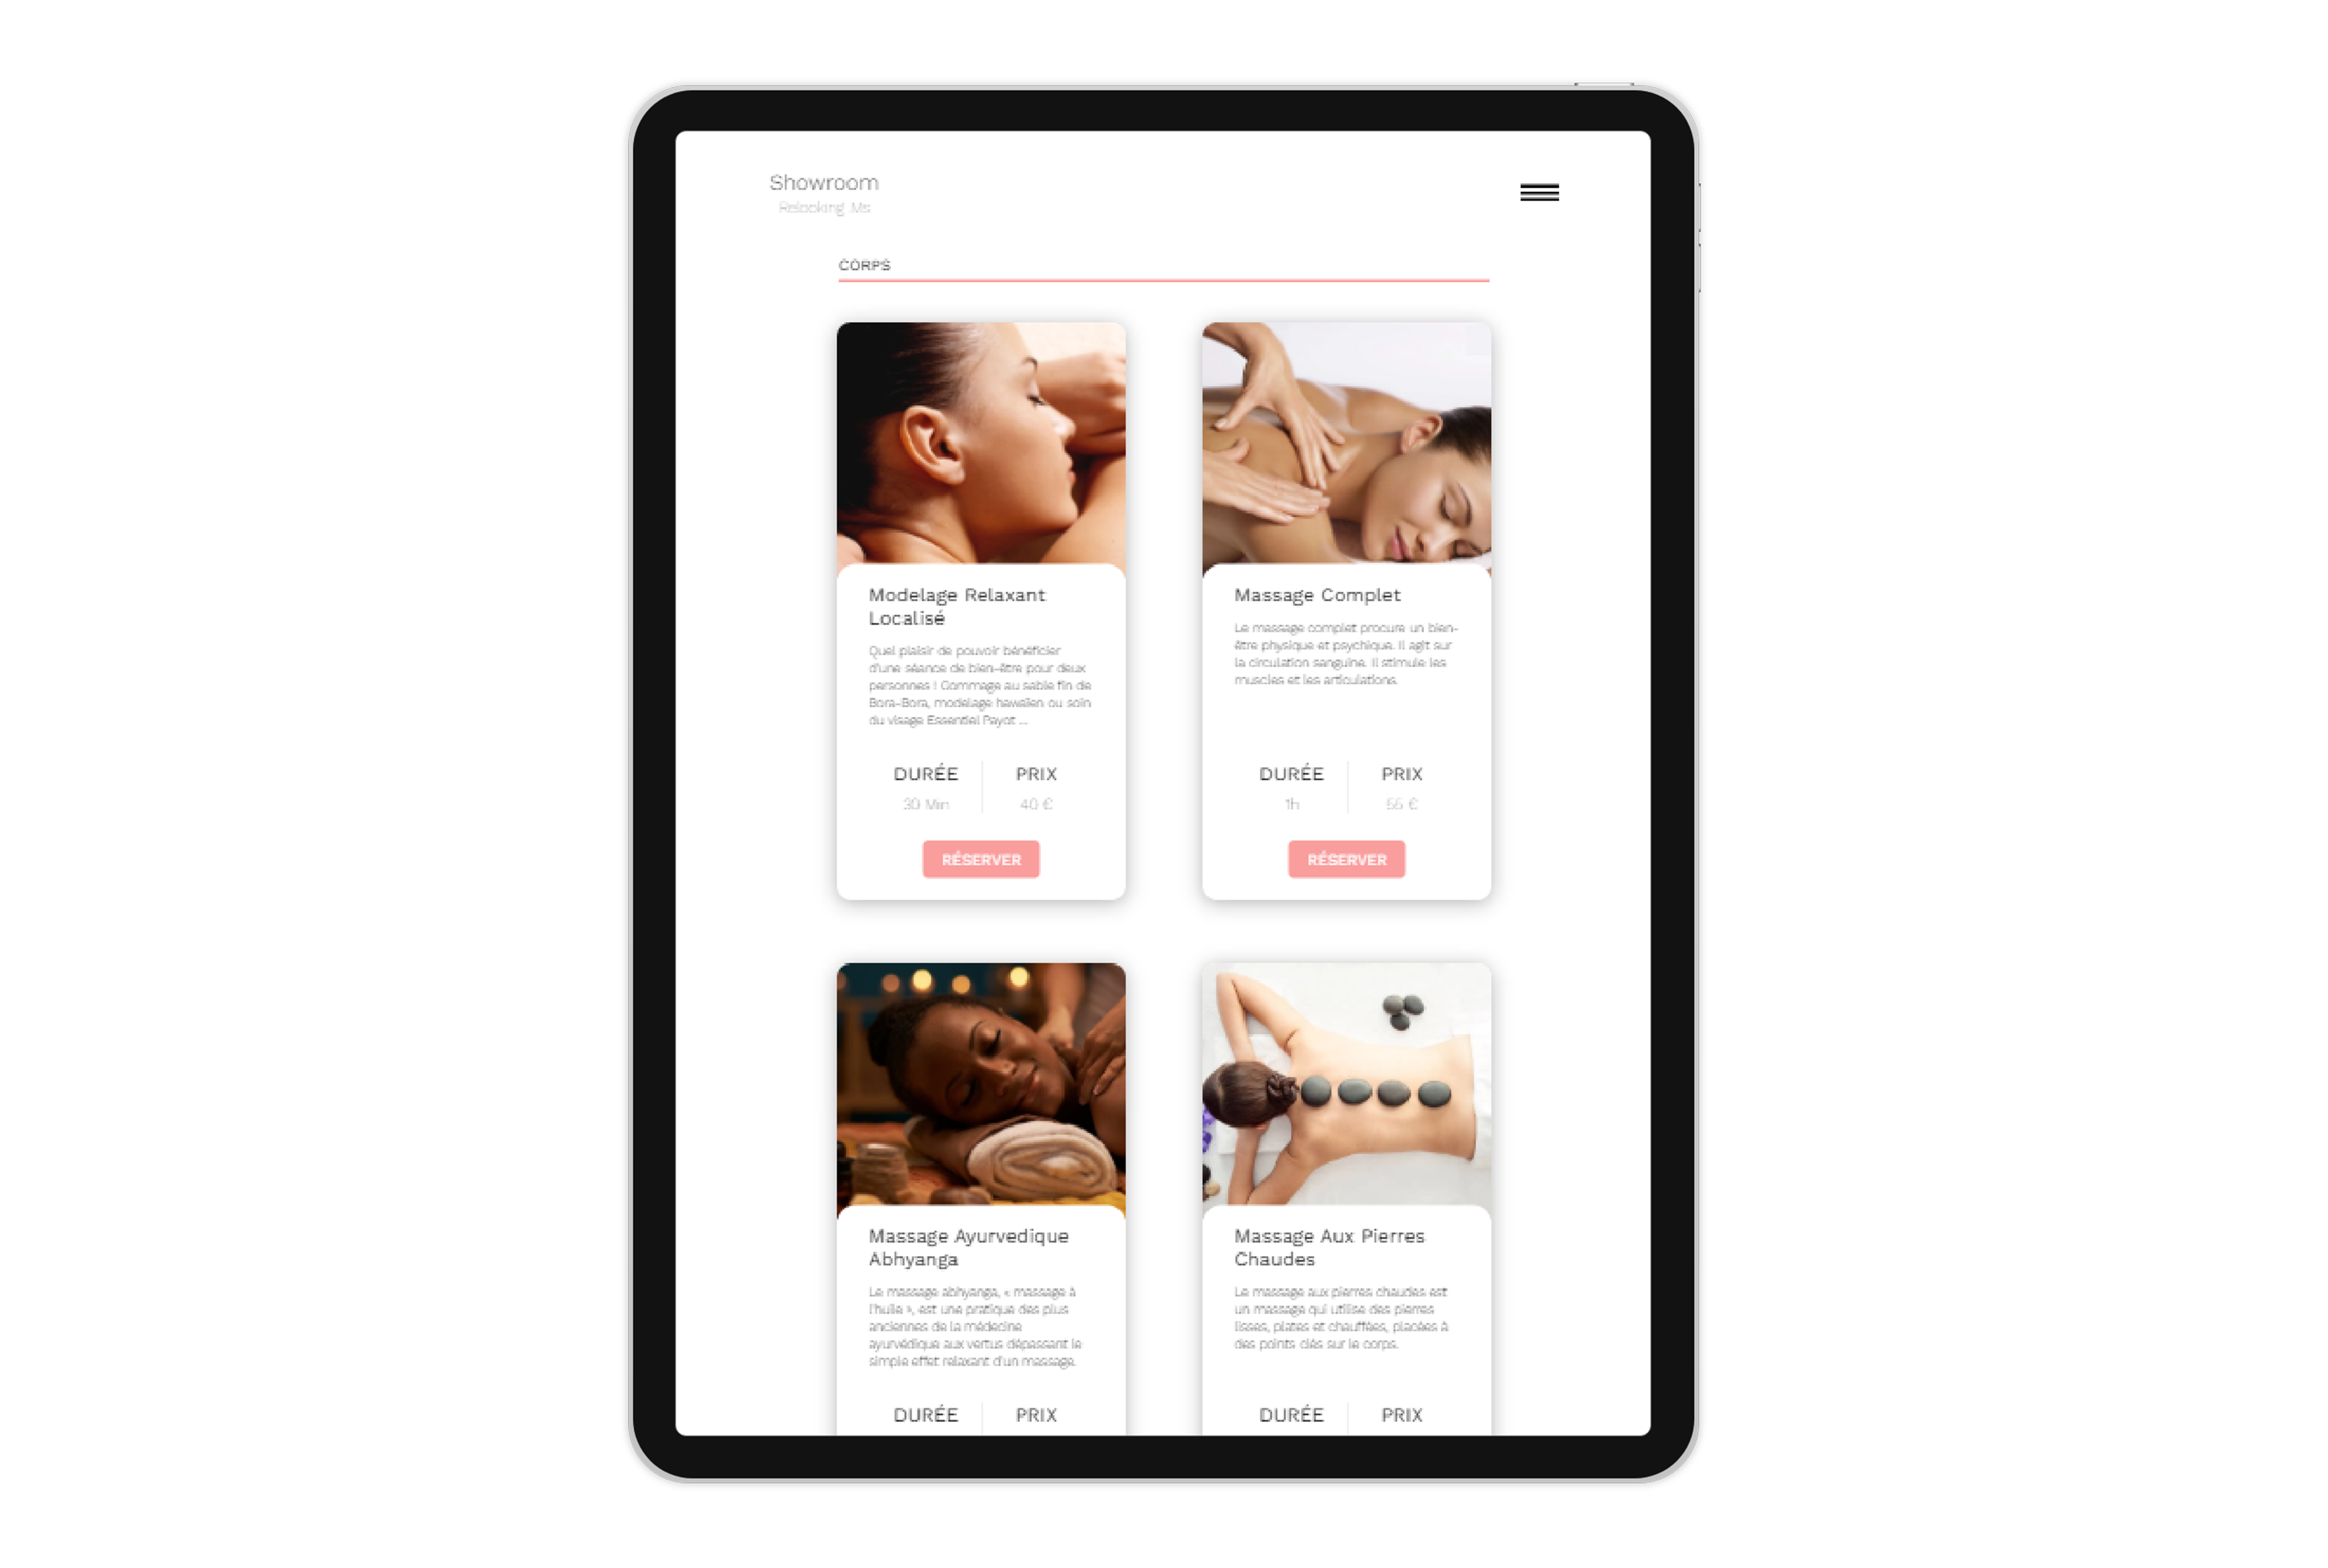 Showroom
Relooking Ms
CORPS
Modelage Relaxant
Localisé
Quel plaisir de pouvoir bénéficier
d'une séance de bien-être pour deux
personnes ! Gommage au sable fin de
Bora-Bora, modelage hawaïen ou soin
du visage Essentiel Payot ...
DURÉE
PRIX
30 Min
40 €
RÉSERVER
Massage Complet
Le massage complet procure un bien-
être physique et psychique. Il agit sur
la circulation sanguine. Il stimule les
muscles et les articulations.
DURÉE
PRIX
1h
55 €
RÉSERVER
Massage Ayurvedique
Abhyanga
Le massage abhyanga, « massage à
l'huile », est une pratique des plus
anciennes de la médecine
ayurvédique aux vertus dépassant le
simple effet relaxant d'un massage.
DURÉE
PRIX
Massage Aux Pierres
Chaudes
Le massage aux pierres chaudes est
un massage qui utilise des pierres
lisses, plates et chauffées, placées à
des points clés sur le corps.
DURÉE
PRIX